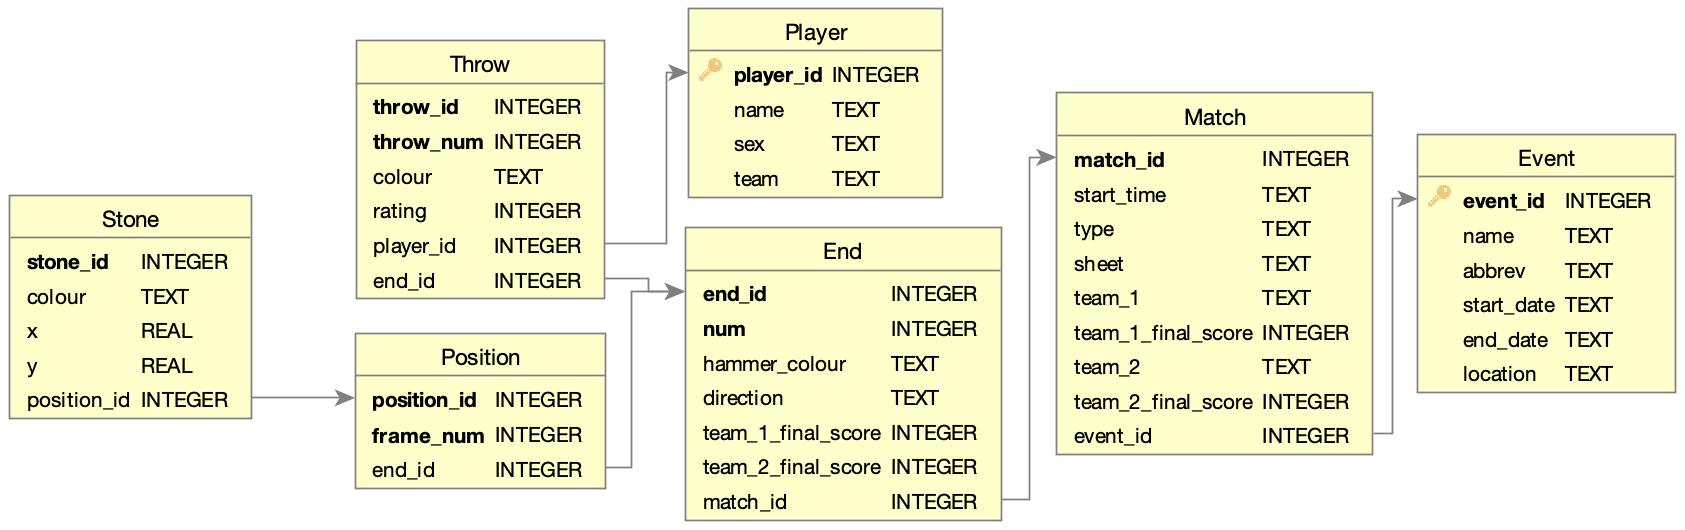 Stone
stone_id INTEGER
colour TEXT
x REAL
y REAL
position_id INTEGER
Throw
throw_id INTEGER
throw_num INTEGER
colour TEXT
rating INTEGER
player_id INTEGER
end_id INTEGER
Position
position_id INTEGER
frame_num INTEGER
end_id INTEGER
Player
player_id INTEGER
name TEXT
sex TEXT
team TEXT
End
end_id INTEGER
num INTEGER
hammer_colour TEXT
direction TEXT
team_1_final_score INTEGER
team_2_final_score INTEGER
match_id INTEGER
Match
match_id INTEGER
start_time TEXT
type TEXT
sheet TEXT
team_1 TEXT
team_1_final_score INTEGER
team_2 TEXT
team_2_final_score INTEGER
event_id INTEGER
Event
event_id INTEGER
name TEXT
abbrev TEXT
start_date TEXT
end_date TEXT
location TEXT